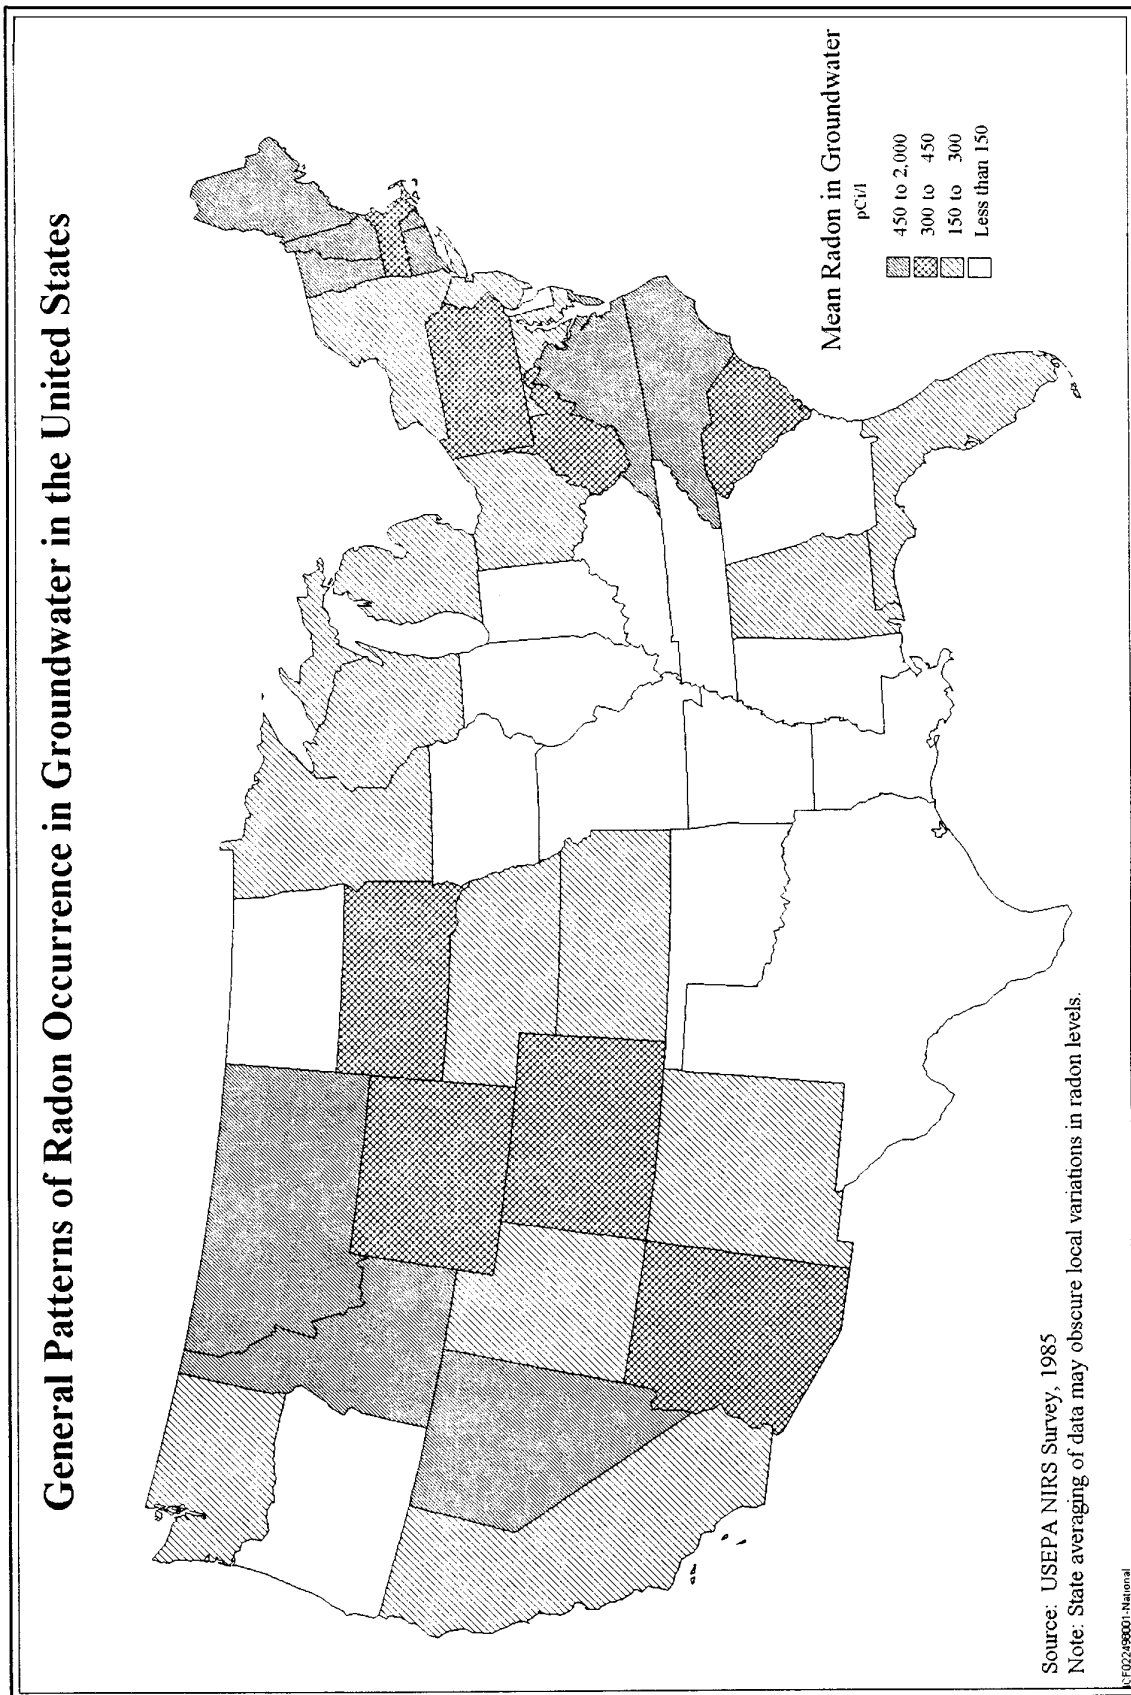 General Patterns of Radon Occurrence in Groundwater in the United States
Mean Radon in Groundwater
pCi/l
450 to 2,000
300 to 450
150 to 300
Less than 150
Source: USEPA NIRS Survey, 1985
Note: State averaging of data may obscure local variations in radon levels.